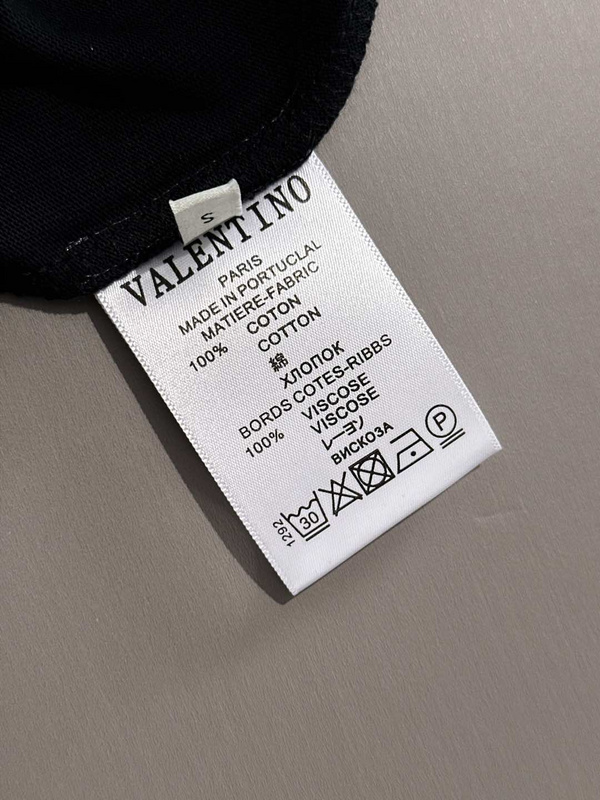 S
VALENTINO
PARIS
MADE IN PORTUCLAL
MATIERE-FABRIC
100% COTON
COTTON
綿
ХЛОПОК
BORDS COTES-RIBBS
100% VISCOSE
VISCOSE
レーヨン
ВИСКОЗА
1292 30 P